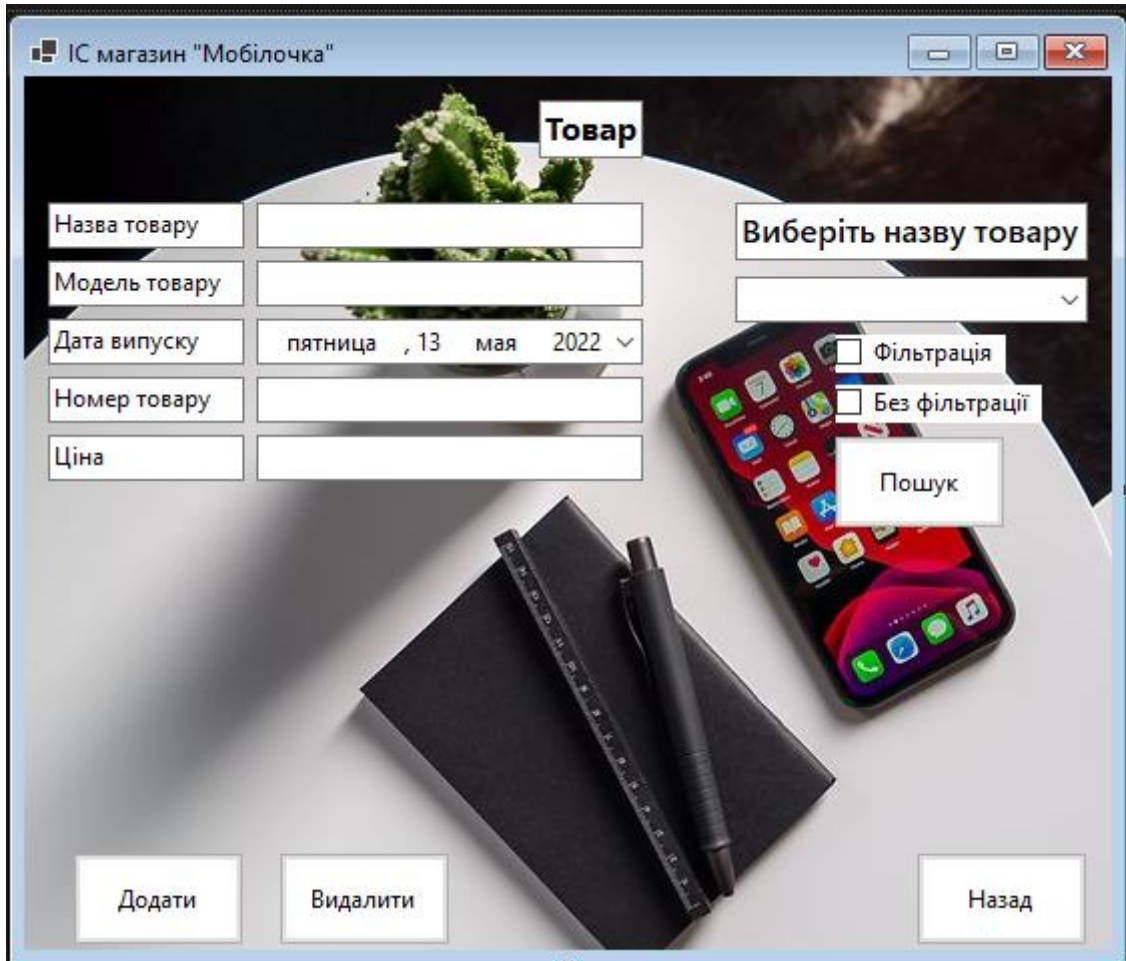 ІС магазин "Мобілочка"
Товар
Назва товару
Модель товару
Дата випуску
пятница , 13 мая 2022
Номер товару
Ціна
Виберіть назву товару
Фільтрація
Без фільтрації
Пошук
Додати
Видалити
Назад